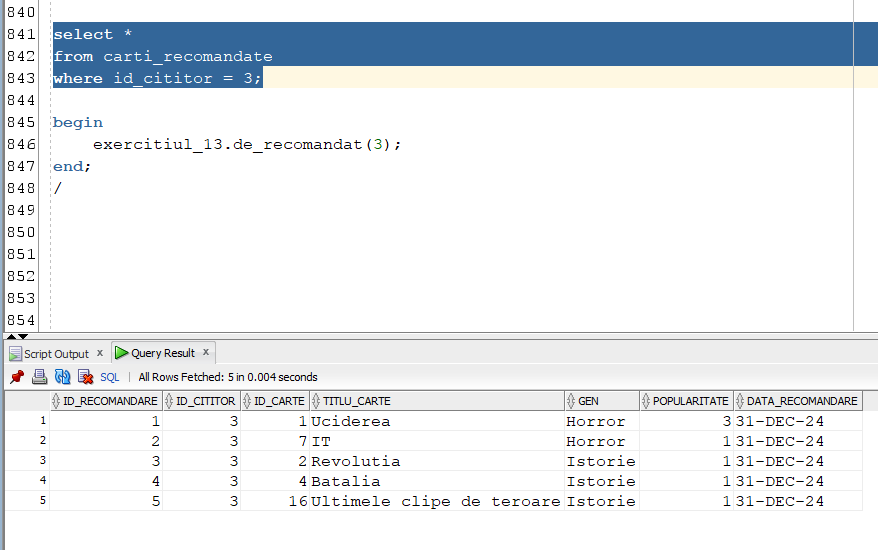 840
841 select *
842 from carti_recomandate
843 where id_cititor = 3;
844
845 begin
846 exercitiul_13.de_recomandat(3);
847 end;
848 /
849
850
851
852
853
854
Script Output x Query Result x
SQL | All Rows Fetched: 5 in 0.004 seconds
ID_RECOMANDARE ID_CITITOR ID_CARTE TITLU_CARTE GEN POPULARITATE DATA_RECOMANDARE
1 1 3 1 Uciderea Horror 3 31-DEC-24
2 2 3 7 IT Horror 1 31-DEC-24
3 3 3 2 Revolutia Istorie 1 31-DEC-24
4 4 3 4 Batalia Istorie 1 31-DEC-24
5 5 3 16 Ultimele clipe de teroare Istorie 1 31-DEC-24